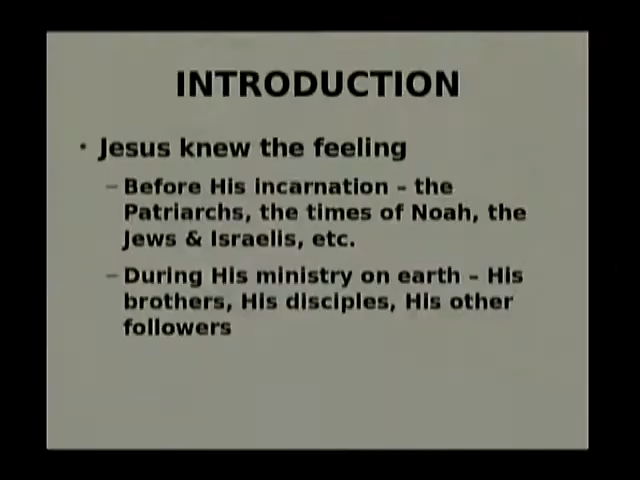 INTRODUCTION
• Jesus knew the feeling
– Before His incarnation – the
Patriarchs, the times of Noah, the
Jews & Israelis, etc.
– During His ministry on earth – His
brothers, His disciples, His other
followers